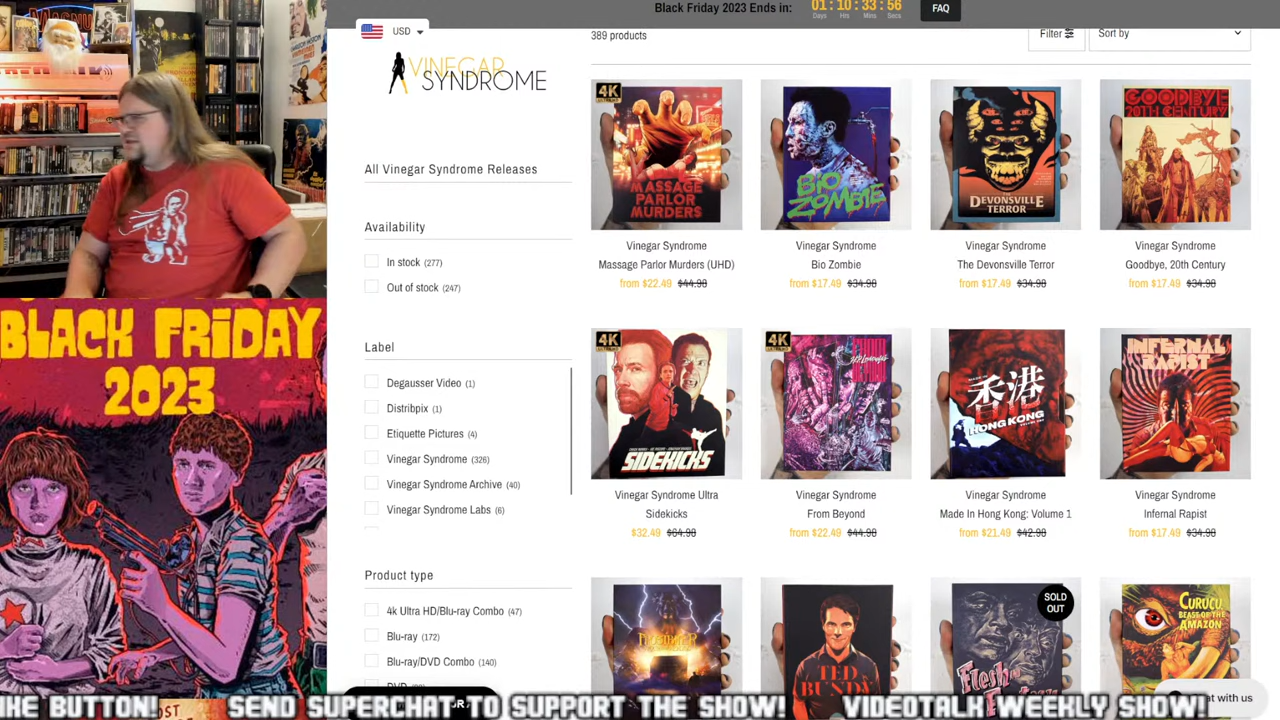 Black Friday 2023 Ends in:
01:10:33:56
Days Hrs Mins Secs
FAQ
USD
VINEGAR
SYNDROME
389 products
Filter
Sort by
All Vinegar Syndrome Releases
Availability
In stock (277)
Out of stock (247)
Label
Degausser Video (1)
Distribpix (1)
Etiquette Pictures (4)
Vinegar Syndrome (326)
Vinegar Syndrome Archive (40)
Vinegar Syndrome Labs (6)
Product type
4k Ultra HD/Blu-ray Combo (47)
Blu-ray (172)
Blu-ray/DVD Combo (140)
4K
MASSAGE
PARLOR
MURDERS
Vinegar Syndrome
Massage Parlor Murders (UHD)
from $22.49 $44.98
BIO
ZOMBIE
Vinegar Syndrome
Bio Zombie
from $17.49 $34.98
THE
DEVONSVILLE
TERROR
Vinegar Syndrome
The Devonsville Terror
from $17.49 $34.98
GOODBYE
20TH CENTURY
Vinegar Syndrome
Goodbye, 20th Century
from $17.49 $34.98
4K
SIDEKICKS
Vinegar Syndrome Ultra
Sidekicks
$32.49 $64.98
4K
Vinegar Syndrome
From Beyond
from $22.49 $44.98
香港
HONG KONG
Vinegar Syndrome
Made In Hong Kong: Volume 1
from $21.49 $42.98
INFERNAL
RAPIST
Vinegar Syndrome
Infernal Rapist
from $17.49 $34.98
TED
BUNDY
SOLD
OUT
Flesh
CURUCU,
BEAST OF THE
AMAZON
at with us
BLACK FRiDAY
2023
IKE BUTTON! SEND SUPERCHAT TO SUPPORT THE SHOW! VIDEOTALK WEEKLY SHOW!